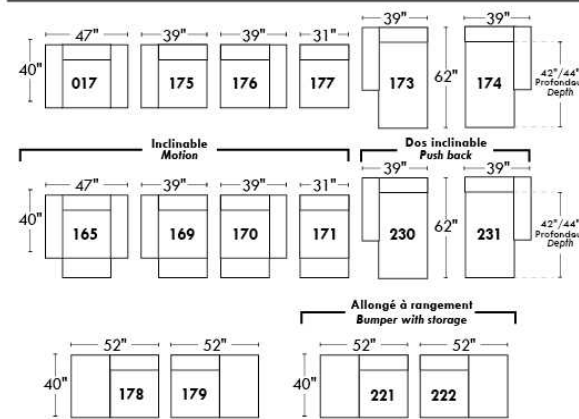 47" 39" 39" 31" 39" 39"
40" 017 175 176 177 173 62" 174 42"/44"
Profondeur
Depth
Inclinable
Motion
Dos inclinable
Push back
47" 39" 39" 31" 39" 39"
40" 165 169 170 171 230 62" 231 42"/44"
Profondeur
Depth
Allongé à rangement
Bumper with storage
52" 52" 52" 52"
40" 178 179 40" 221 222